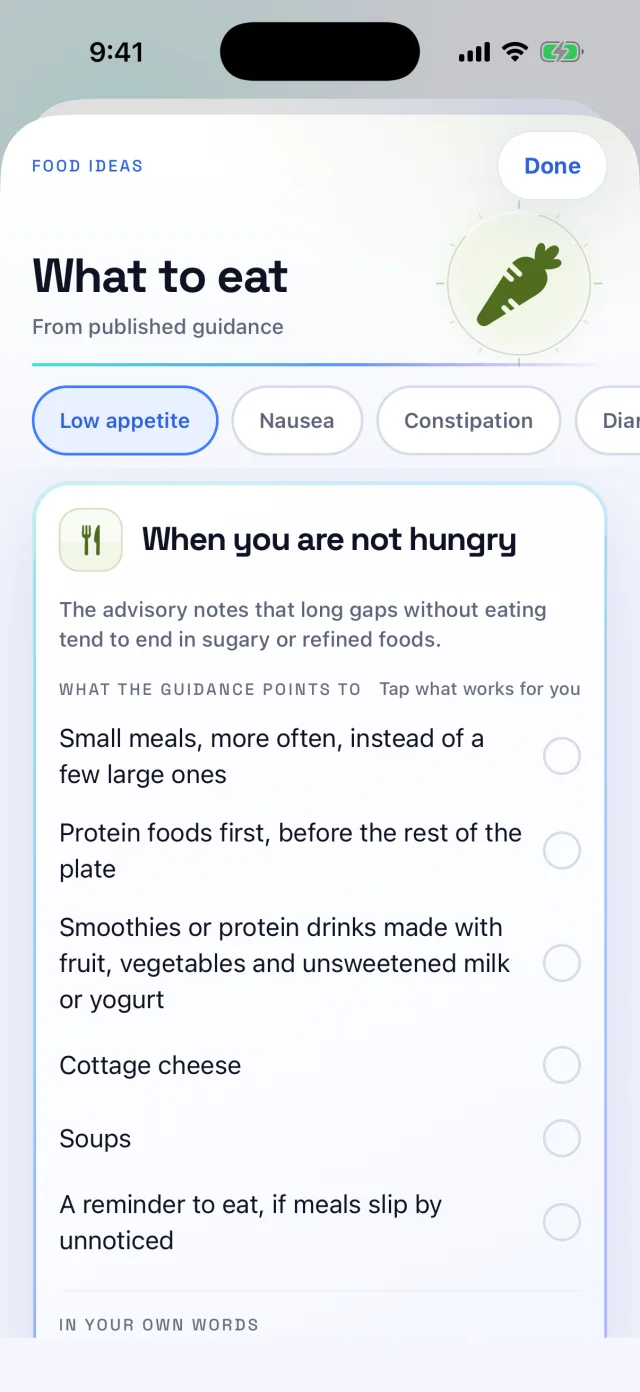 9:41
FOOD IDEAS
Done
What to eat
From published guidance
Low appetite
Nausea
Constipation
Diar
When you are not hungry
The advisory notes that long gaps without eating
tend to end in sugary or refined foods.
WHAT THE GUIDANCE POINTS TO
Tap what works for you
Small meals, more often, instead of a
few large ones
Protein foods first, before the rest of the
plate
Smoothies or protein drinks made with
fruit, vegetables and unsweetened milk
or yogurt
Cottage cheese
Soups
A reminder to eat, if meals slip by
unnoticed
IN YOUR OWN WORDS